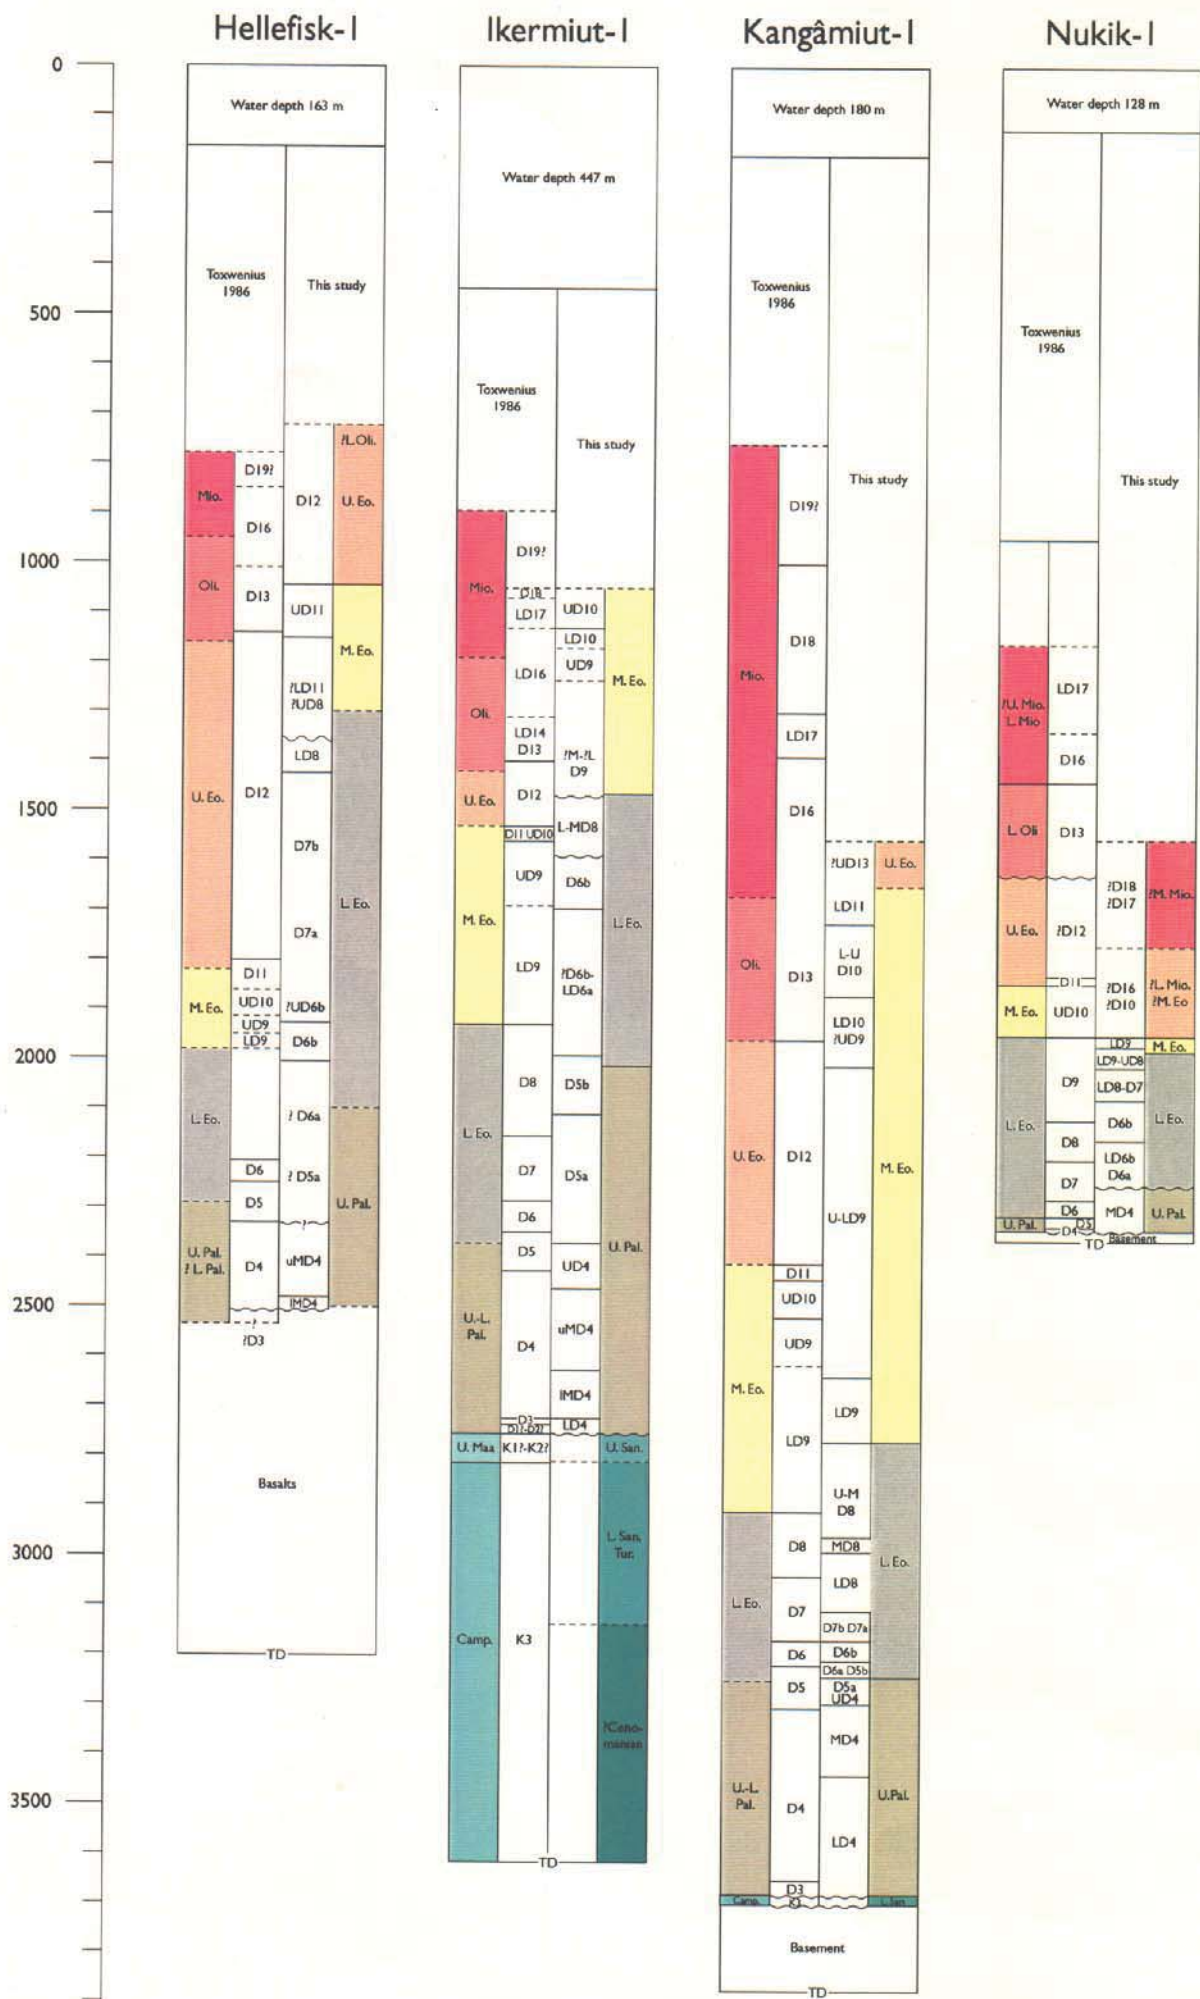 Hellefisk-1
Ikermiut-1
Kangâmiut-1
Nukik-1
0
500
1000
1500
2000
2500
3000
3500
Water depth 163 m
Toxwenius
1986
This study
Mio.
Oli.
U. Eo.
M. Eo.
L. Eo.
U. Pal.
? L. Pal.
D19?
D16
D13
D12
D11
UD10
UD9
LD9
D6
D5
D4
?D3
D12
UD11
?LD11
?UD8
LD8
D7b
D7a
?UD6b
D6b
? D6a
? D5a
?
uMD4
lMD4
?L.Oli.
U. Eo.
M. Eo.
L. Eo.
U. Pal.
Basalts
TD
Water depth 447 m
Toxwenius
1986
This study
Mio.
Oli.
U. Eo.
M. Eo.
L. Eo.
U.-L.
Pal.
U. Maa
Camp.
D19?
D18
LD17
LD16
LD14
D13
D12
D11 UD10
UD9
LD9
D8
D7
D6
D5
D4
D3
D1?-D2?
K1?-K2?
K3
UD10
LD10
UD9
?M-?L
D9
L-MD8
D6b
?D6b-
LD6a
D5b
D5a
UD4
uMD4
lMD4
LD4
M. Eo.
L. Eo.
U. Pal.
U. San.
L. San.
Tur.
?Ceno-
manian
TD
Water depth 180 m
Toxwenius
1986
This study
Mio.
Oli.
U. Eo.
M. Eo.
L. Eo.
U.-L.
Pal.
Camp.
D19?
D18
LD17
D16
D13
D12
D11
UD10
UD9
LD9
D8
D7
D6
D5
D4
D3
K3
?UD13
LD11
L-U
D10
LD10
?UD9
U-LD9
LD9
U-M
D8
MD8
LD8
D7b D7a
D6b
D6a D5b
D5a
UD4
MD4
LD4
U. Eo.
M. Eo.
L. Eo.
U.Pal.
L. San.
Basement
TD
Water depth 128 m
Toxwenius
1986
This study
?U. Mio.
L. Mio
L. Oli
U. Eo.
M. Eo.
L. Eo.
U. Pal.
LD17
D16
D13
?D12
D11
UD10
D9
D8
D7
D6
D5
D4
?D18
?D17
?D16
?D10
LD9
LD9-UD8
LD8-D7
D6b
LD6b
D6a
MD4
?M. Mio.
?L. Mio.
?M. Eo
M. Eo.
L. Eo.
U. Pal.
Basement
TD